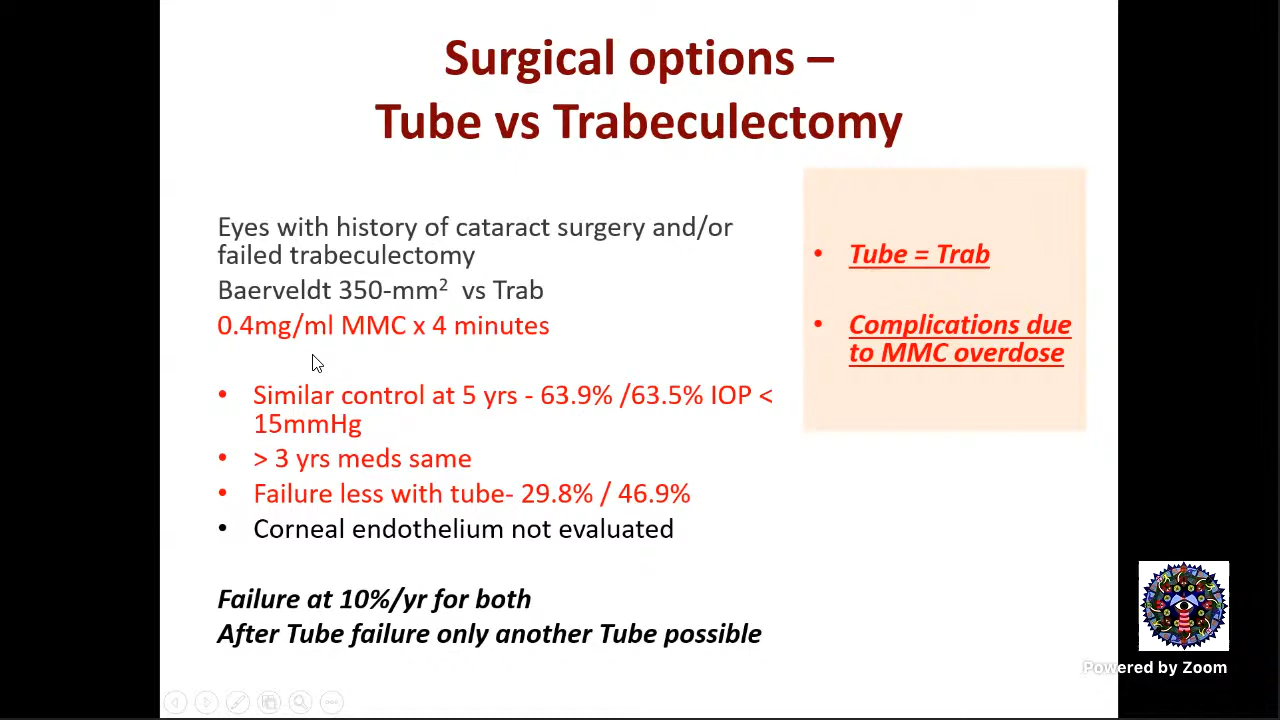 Surgical options –
Tube vs Trabeculectomy
Eyes with history of cataract surgery and/or
failed trabeculectomy
Baerveldt 350-mm² vs Trab
0.4mg/ml MMC x 4 minutes
• Similar control at 5 yrs - 63.9% /63.5% IOP <
15mmHg
• > 3 yrs meds same
• Failure less with tube- 29.8% / 46.9%
• Corneal endothelium not evaluated
Failure at 10%/yr for both
After Tube failure only another Tube possible
• Tube = Trab
• Complications due
to MMC overdose
Powered by Zoom